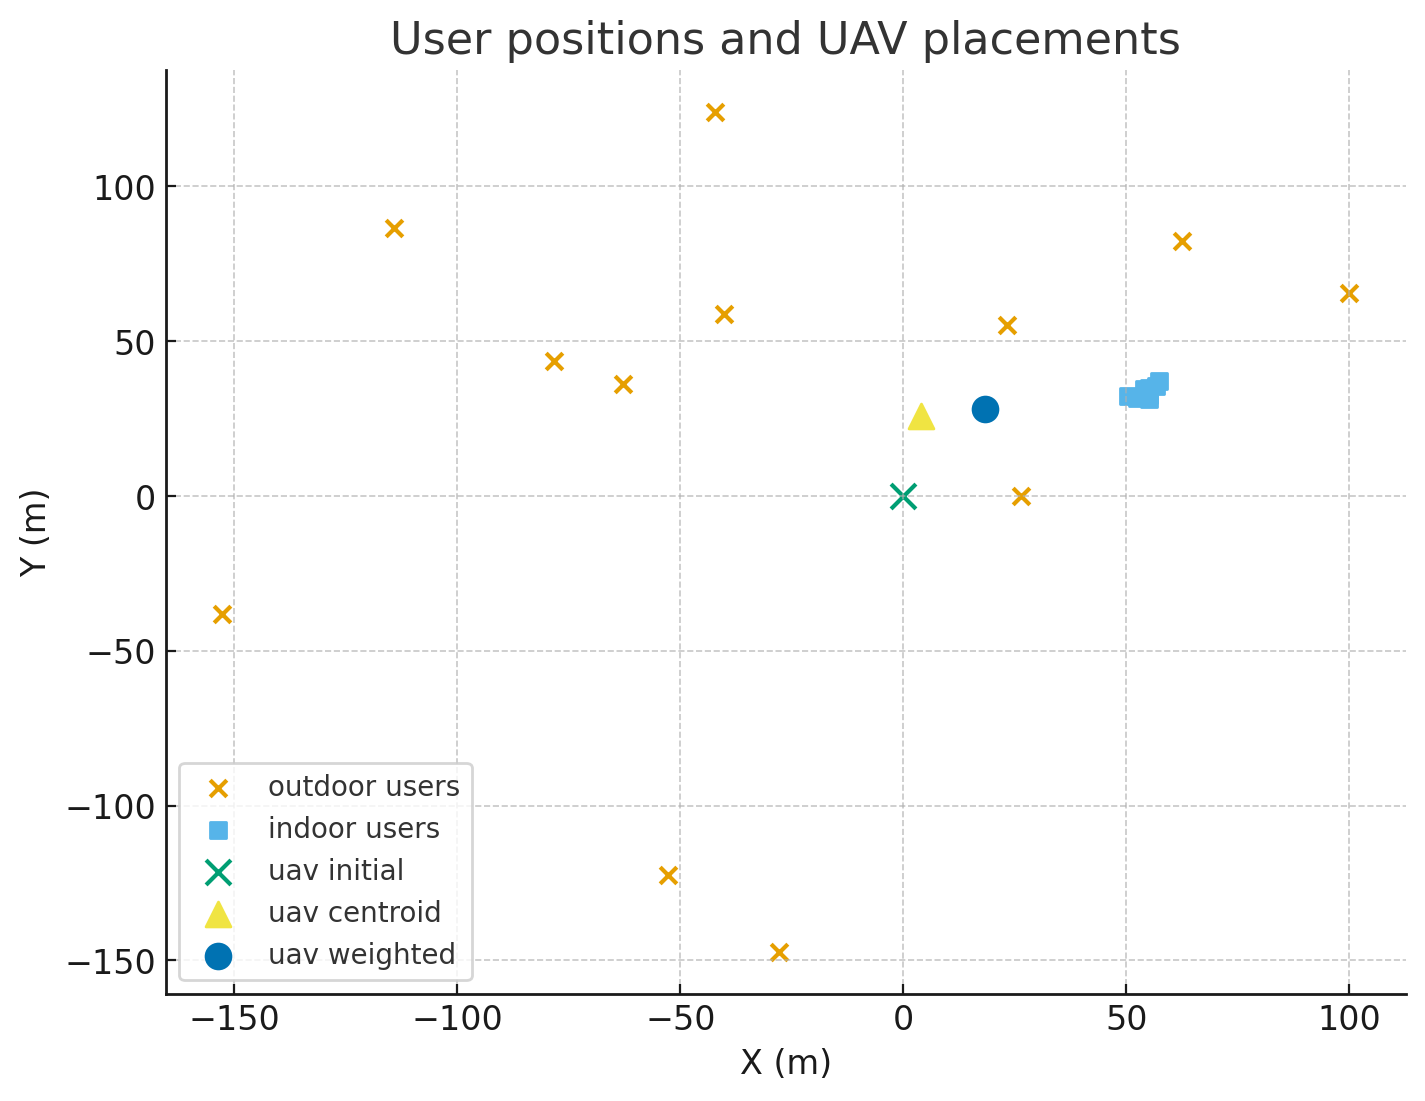 User positions and UAV placements
100
50
0
−50
−100
−150
Y (m)
outdoor users
indoor users
uav initial
uav centroid
uav weighted
−150
−100
−50
0
50
100
X (m)